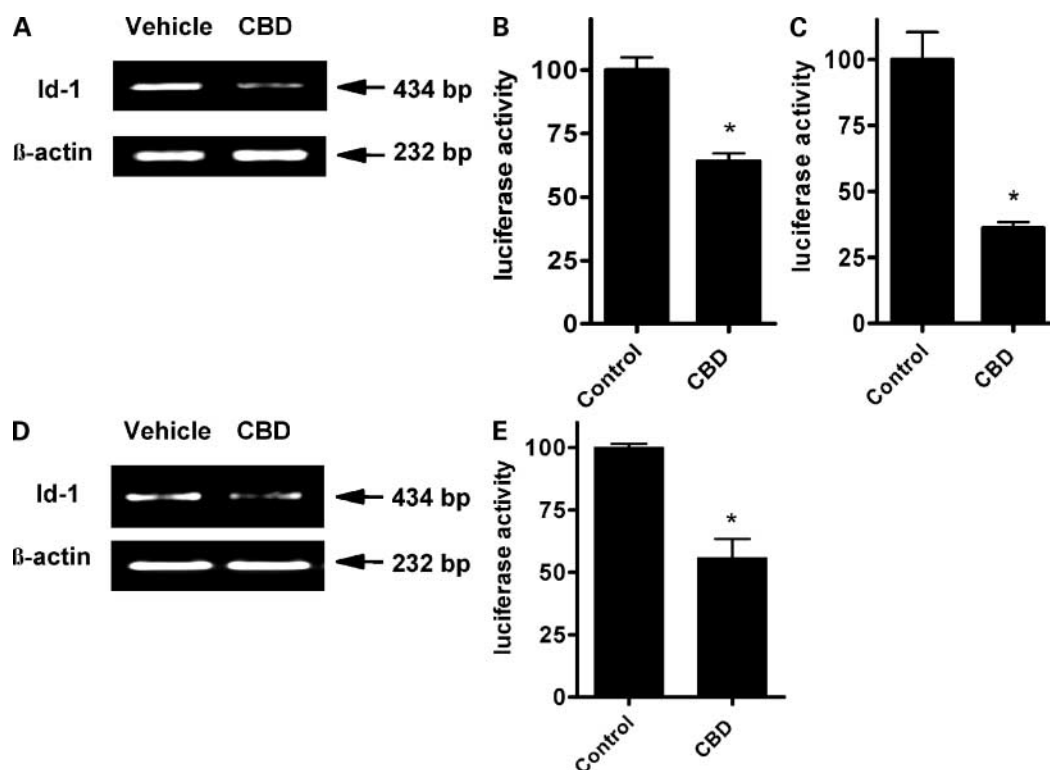 A
Vehicle CBD
Id-1
434 bp
ß-actin
232 bp
B
luciferase activity
100
75
50
25
0
*
Control
CBD
C
luciferase activity
100
75
50
25
0
*
Control
CBD
D
Vehicle CBD
Id-1
434 bp
ß-actin
232 bp
E
luciferase activity
100
75
50
25
0
*
Control
CBD